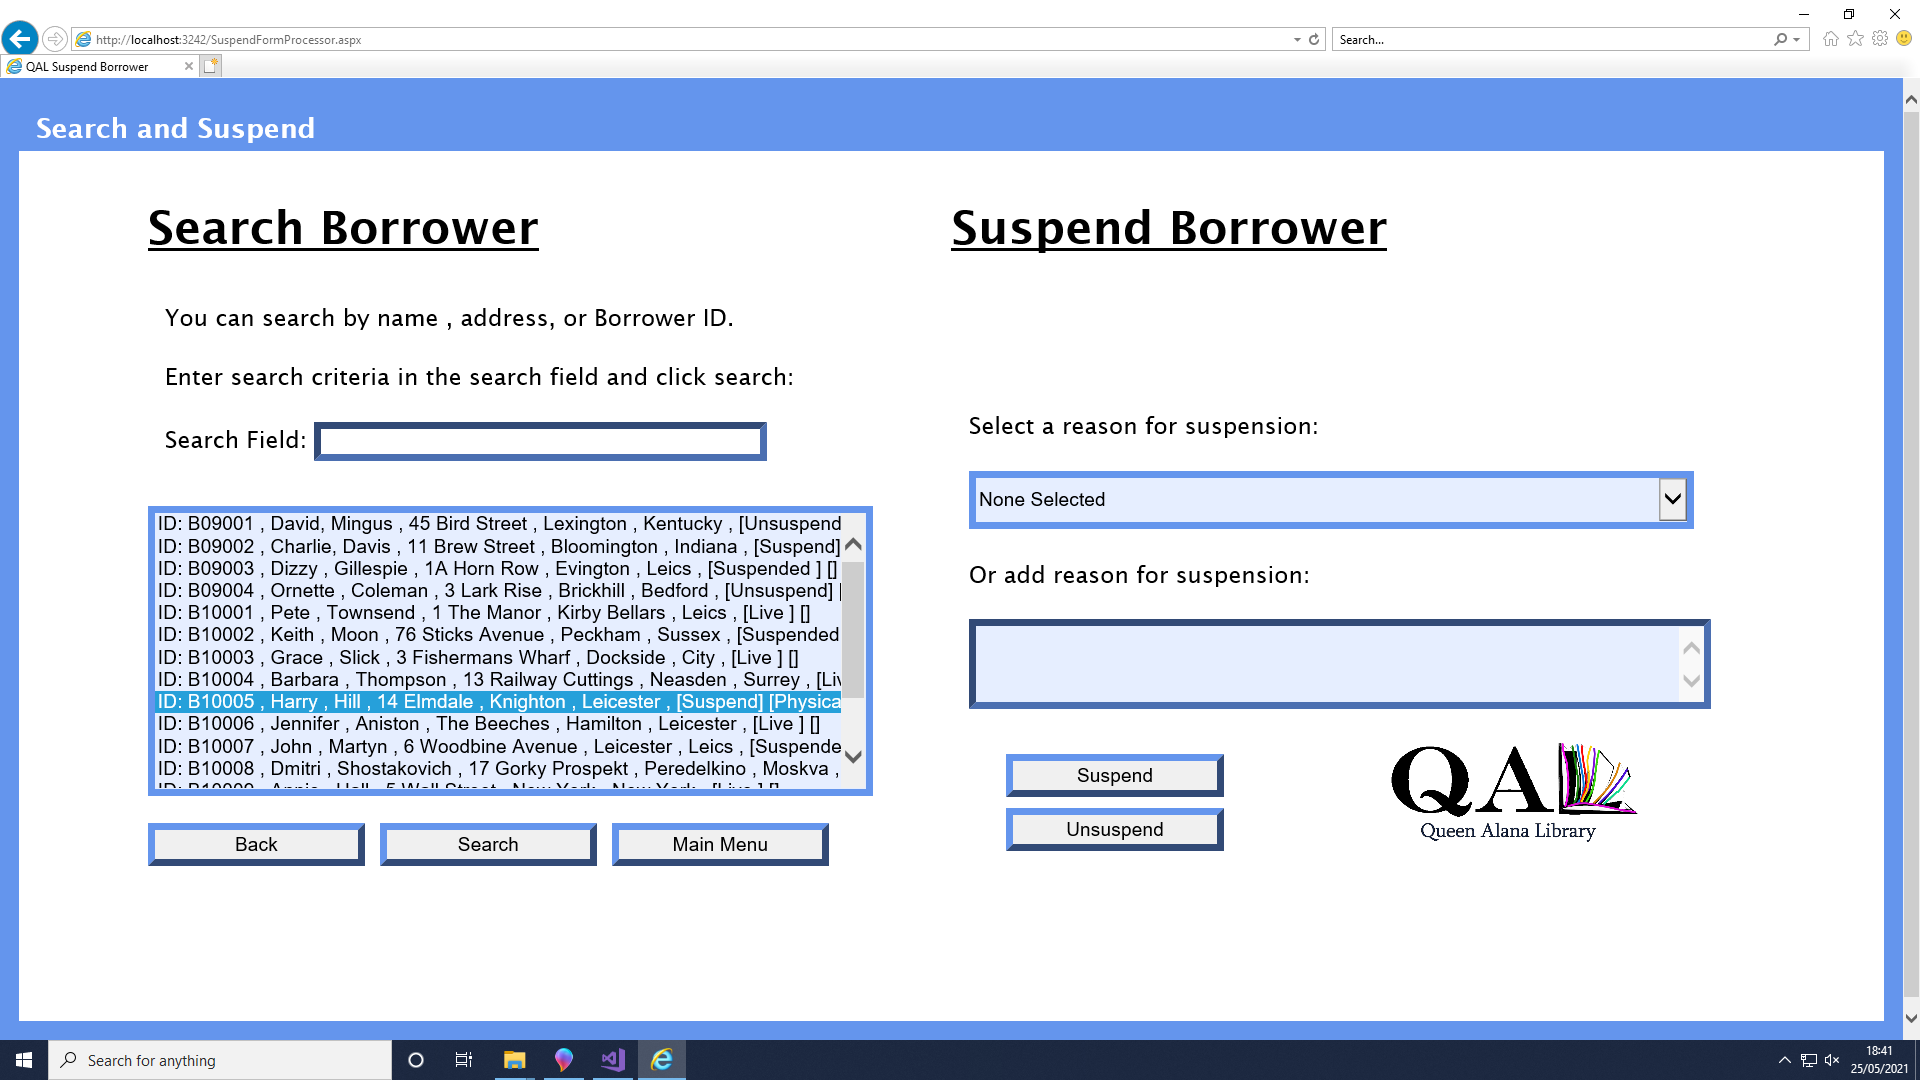 http://localhost:3242/SuspendFormProcessor.aspx
Search...
QAL Suspend Borrower
Search and Suspend
Search Borrower
You can search by name , address, or Borrower ID.
Enter search criteria in the search field and click search:
Search Field:
ID: B09001 , David, Mingus , 45 Bird Street , Lexington , Kentucky , [Unsuspend
ID: B09002 , Charlie, Davis , 11 Brew Street , Bloomington , Indiana , [Suspend]
ID: B09003 , Dizzy , Gillespie , 1A Horn Row , Evington , Leics , [Suspended ] []
ID: B09004 , Ornette , Coleman , 3 Lark Rise , Brickhill , Bedford , [Unsuspend] [
ID: B10001 , Pete , Townsend , 1 The Manor , Kirby Bellars , Leics , [Live ] []
ID: B10002 , Keith , Moon , 76 Sticks Avenue , Peckham , Sussex , [Suspended
ID: B10003 , Grace , Slick , 3 Fishermans Wharf , Dockside , City , [Live ] []
ID: B10004 , Barbara , Thompson , 13 Railway Cuttings , Neasden , Surrey , [Liv
ID: B10005 , Harry , Hill , 14 Elmdale , Knighton , Leicester , [Suspend] [Physica
ID: B10006 , Jennifer , Aniston , The Beeches , Hamilton , Leicester , [Live ] []
ID: B10007 , John , Martyn , 6 Woodbine Avenue , Leicester , Leics , [Suspende
ID: B10008 , Dmitri , Shostakovich , 17 Gorky Prospekt , Peredelkino , Moskva ,
Back
Search
Main Menu
Suspend Borrower
Select a reason for suspension:
None Selected
Or add reason for suspension:
Suspend
Unsuspend
QAL
Queen Alana Library
Search for anything
18:41
25/05/2021